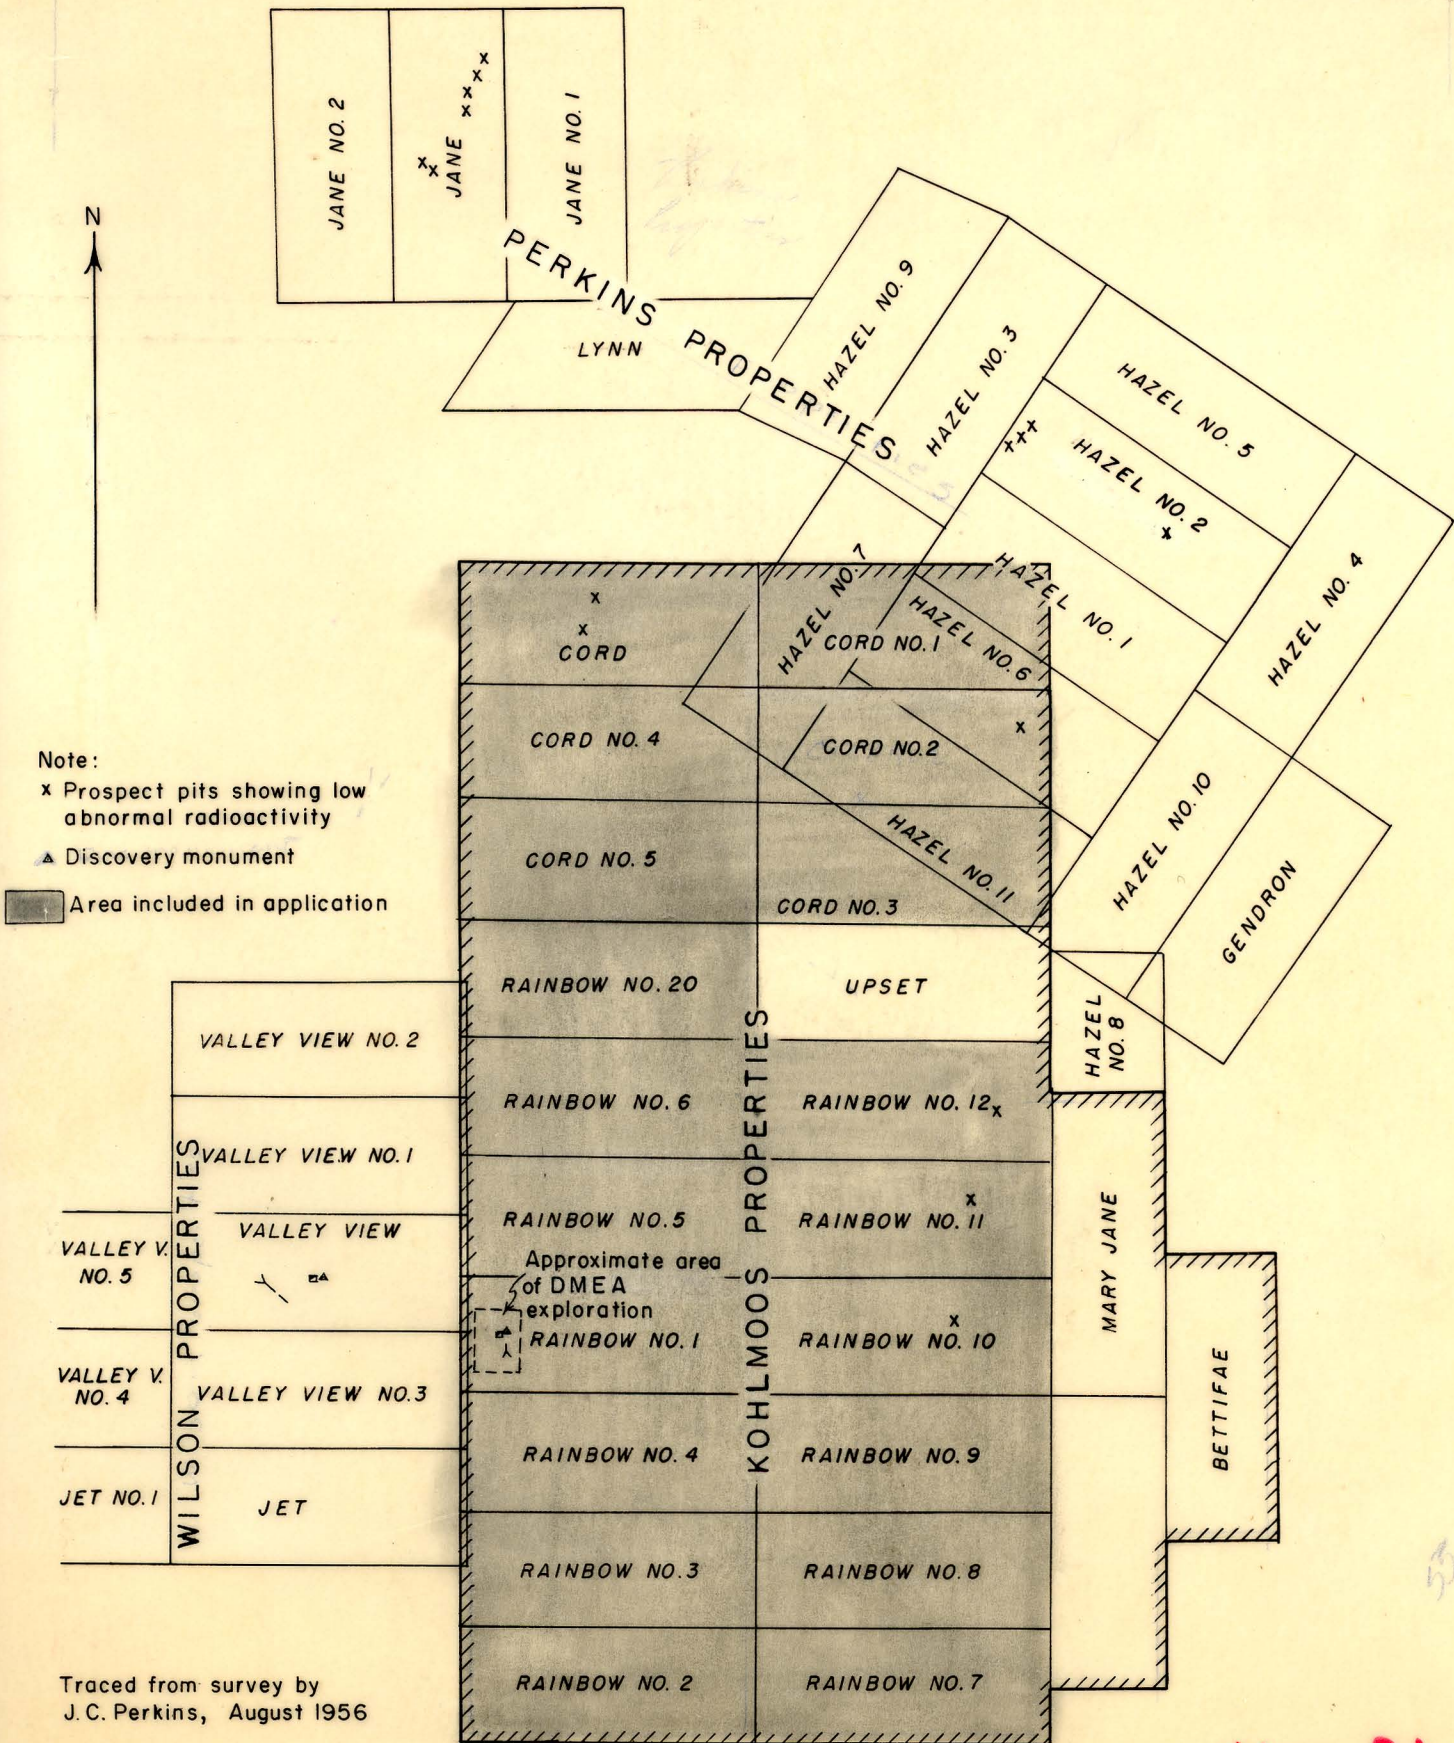 JANE NO. 2
JANE
JANE NO. 1
N
PERKINS PROPERTIES
LYNN
HAZEL NO. 9
HAZEL NO. 3
HAZEL NO. 5
HAZEL NO. 2
HAZEL NO. 4
HAZEL NO. 7
HAZEL NO. 1
HAZEL NO. 6
CORD
CORD NO. 1
CORD NO. 4
CORD NO. 2
HAZEL NO. 10
Note:
x Prospect pits showing low
abnormal radioactivity
Discovery monument
Area included in application
CORD NO. 5
HAZEL NO. 11
CORD NO. 3
GENDRON
RAINBOW NO. 20
UPSET
HAZEL
NO. 8
VALLEY VIEW NO. 2
RAINBOW NO. 6
RAINBOW NO. 12
KOHLMOOS PROPERTIES
WILSON PROPERTIES
VALLEY VIEW NO. 1
RAINBOW NO. 5
RAINBOW NO. 11
MARY JANE
VALLEY V.
NO. 5
VALLEY VIEW
Approximate area
of DMEA
exploration
RAINBOW NO. 1
RAINBOW NO. 10
BETTIFAE
VALLEY V.
NO. 4
VALLEY VIEW NO. 3
RAINBOW NO. 4
RAINBOW NO. 9
JET NO. 1
JET
RAINBOW NO. 3
RAINBOW NO. 8
RAINBOW NO. 2
RAINBOW NO. 7
Traced from survey by
J. C. Perkins, August 1956